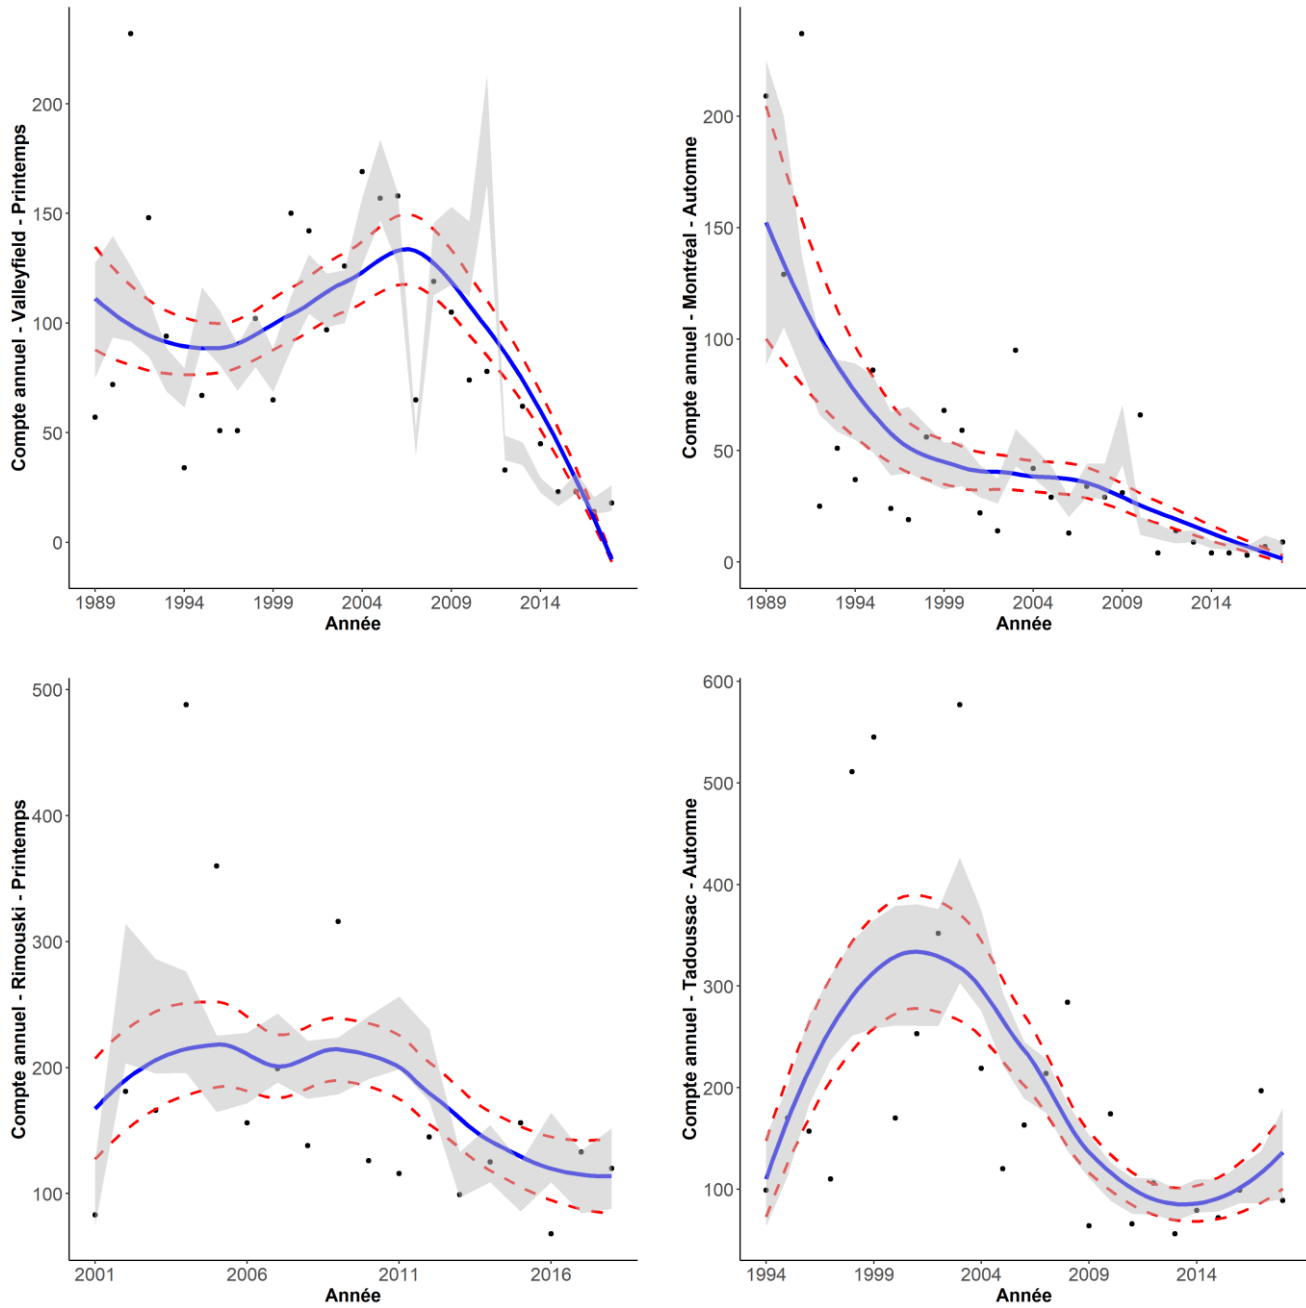 Compte annuel - Valleyfield - Printemps
200
150
100
50
0
1989 1994 1999 2004 2009 2014
Année
Compte annuel - Montréal - Automne
200
150
100
50
0
1989 1994 1999 2004 2009 2014
Année
Compte annuel - Rimouski - Printemps
500
400
300
200
100
2001 2006 2011 2016
Année
Compte annuel - Tadoussac - Automne
600
500
400
300
200
100
1994 1999 2004 2009 2014
Année